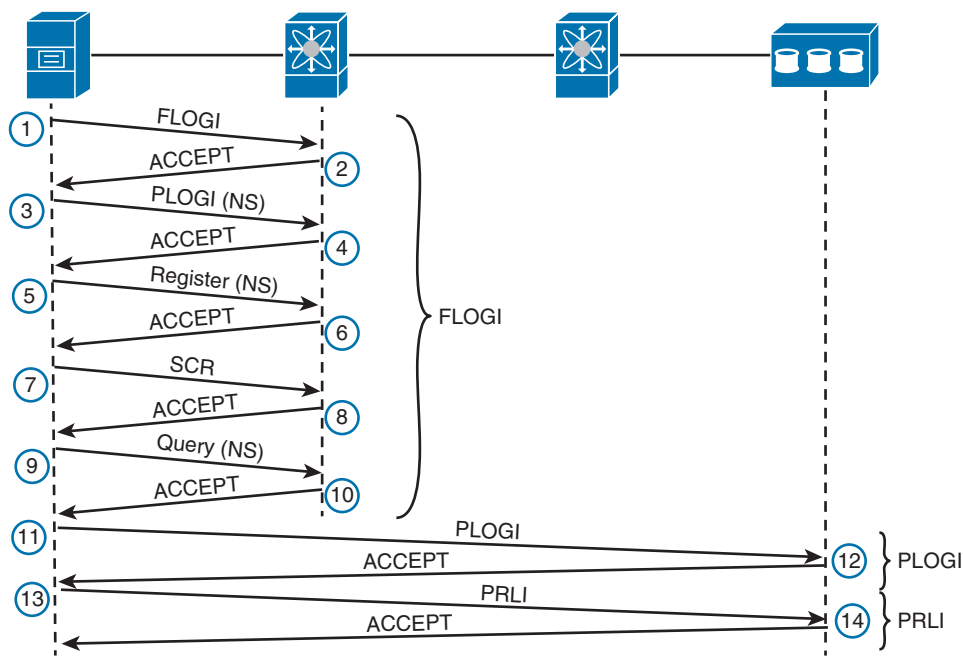 1
FLOGI
ACCEPT
2
3
PLOGI (NS)
ACCEPT
4
5
Register (NS)
ACCEPT
6
FLOGI
7
SCR
ACCEPT
8
9
Query (NS)
ACCEPT
10
11
PLOGI
ACCEPT
12
PLOGI
13
PRLI
ACCEPT
14
PRLI